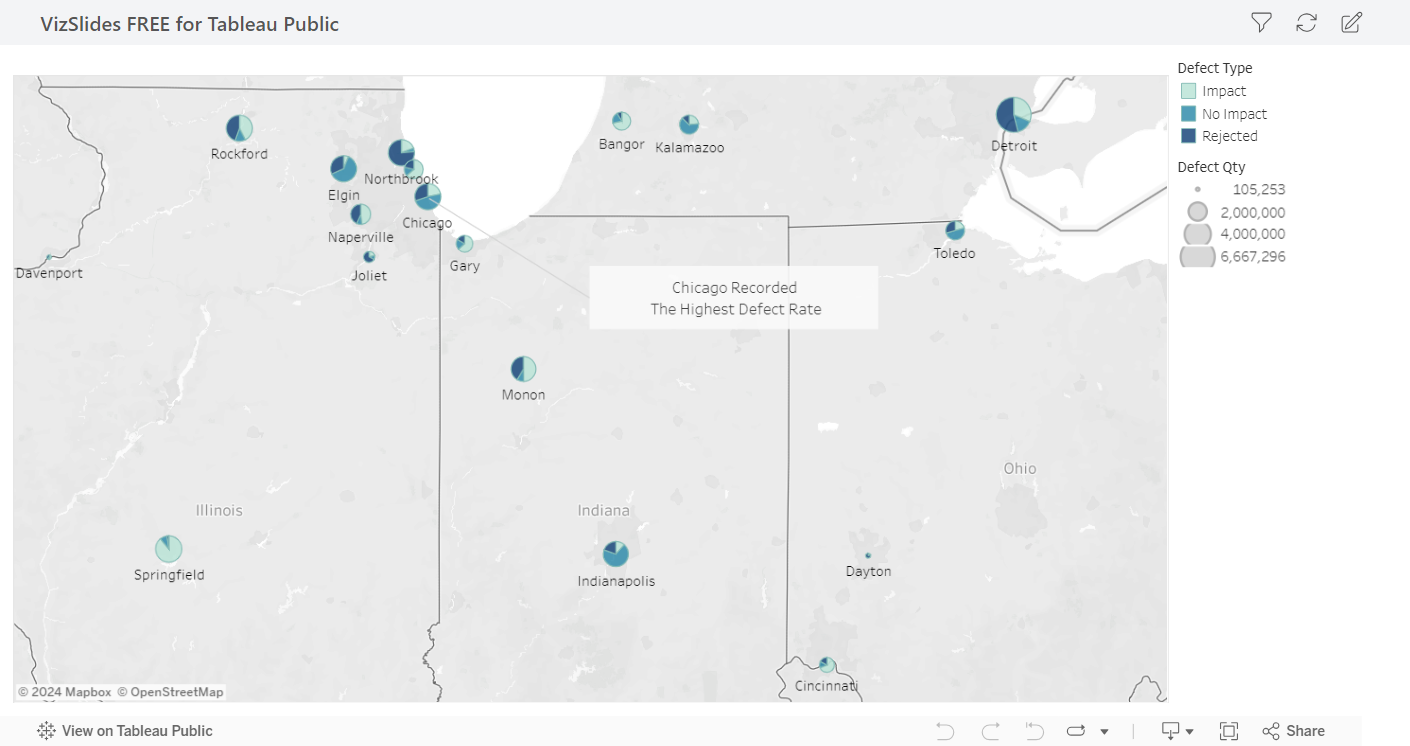 VizSlides FREE for Tableau Public
Defect Type
Impact
No Impact
Rejected
Defect Qty
105,253
2,000,000
4,000,000
6,667,296
Rockford
Bangor
Kalamazoo
Detroit
Northbrook
Elgin
Chicago
Naperville
Toledo
Gary
Davenport
Joliet
Chicago Recorded
The Highest Defect Rate
Monon
Ohio
Illinois
Indiana
Springfield
Indianapolis
Dayton
Cincinnati
© 2024 Mapbox © OpenStreetMap
View on Tableau Public
Share